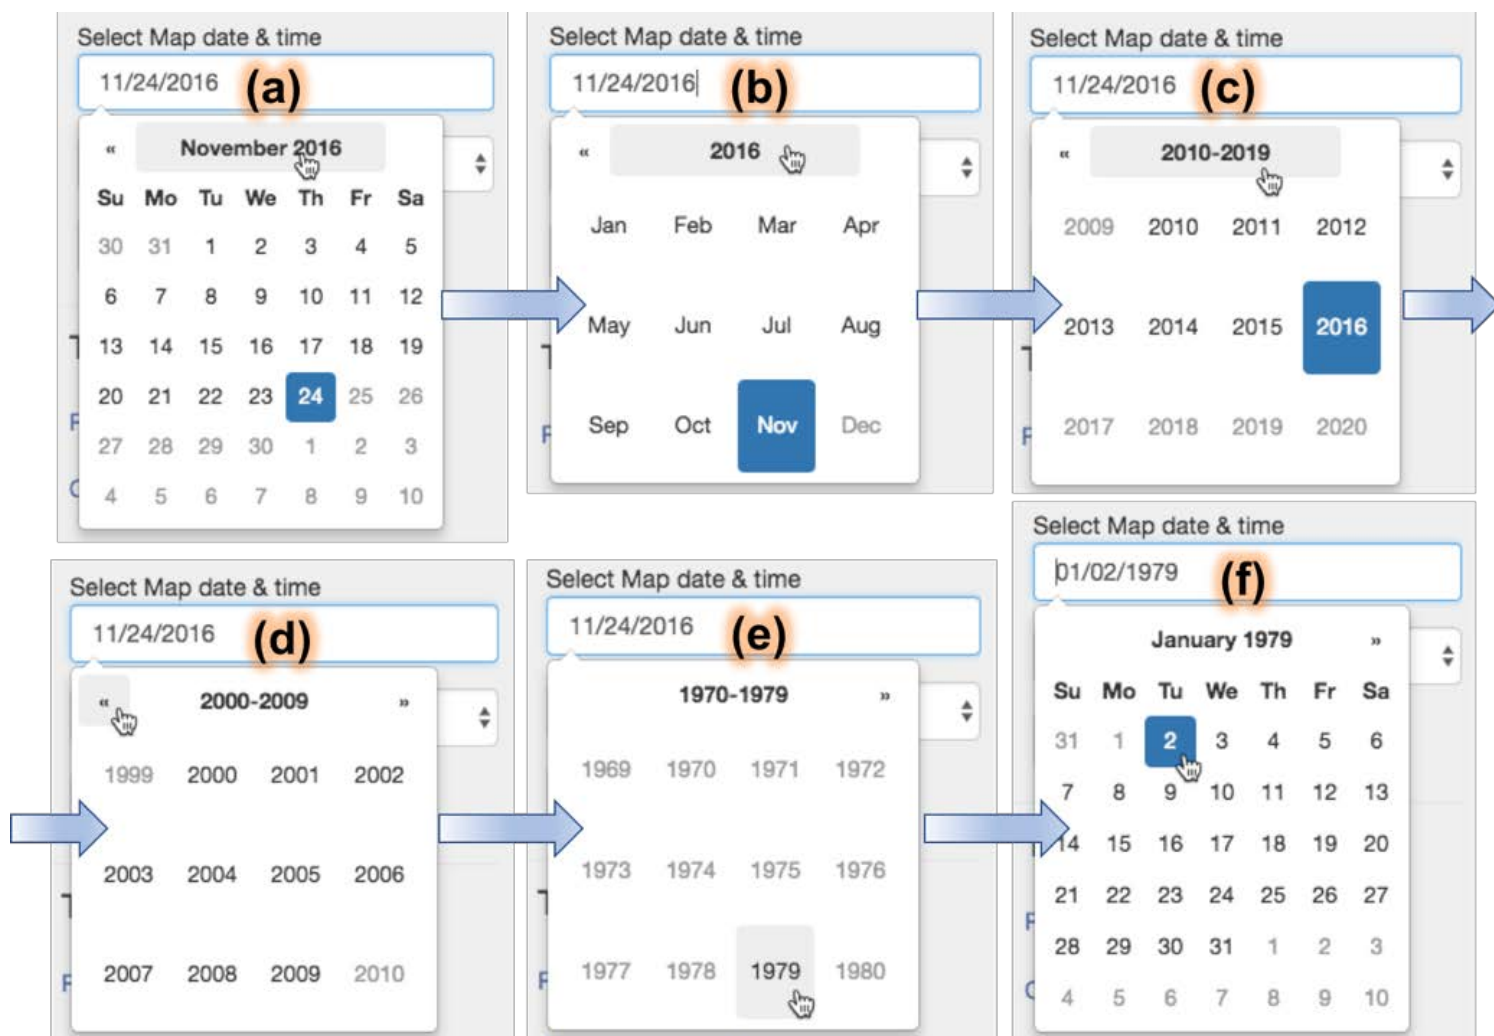 Select Map date & time
11/24/2016 (a)
« November 2016
Su Mo Tu We Th Fr Sa
30 31 1 2 3 4 5
6 7 8 9 10 11 12
13 14 15 16 17 18 19
20 21 22 23 24 25 26
27 28 29 30 1 2 3
4 5 6 7 8 9 10
Select Map date & time
11/24/2016 (b)
« 2016
Jan Feb Mar Apr
May Jun Jul Aug
Sep Oct Nov Dec
Select Map date & time
11/24/2016 (c)
« 2010-2019
2009 2010 2011 2012
2013 2014 2015 2016
2017 2018 2019 2020
Select Map date & time
11/24/2016 (d)
« 2000-2009 »
1999 2000 2001 2002
2003 2004 2005 2006
2007 2008 2009 2010
Select Map date & time
11/24/2016 (e)
1970-1979 »
1969 1970 1971 1972
1973 1974 1975 1976
1977 1978 1979 1980
Select Map date & time
01/02/1979 (f)
January 1979 »
Su Mo Tu We Th Fr Sa
31 1 2 3 4 5 6
7 8 9 10 11 12 13
14 15 16 17 18 19 20
21 22 23 24 25 26 27
28 29 30 31 1 2 3
4 5 6 7 8 9 10